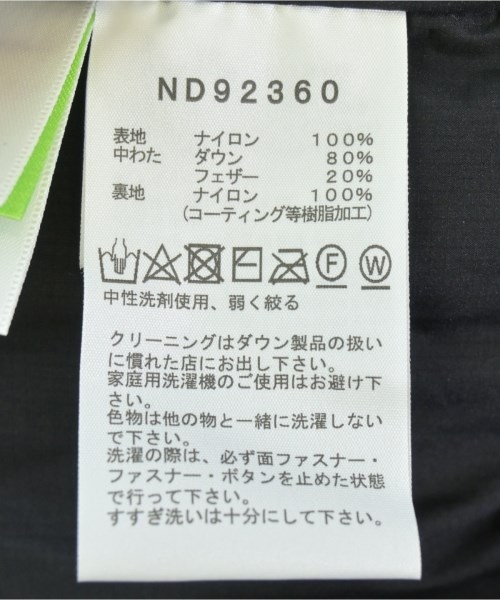 ND92360
表地 ナイロン 100%
中わた ダウン 80%
フェザー 20%
裏地 ナイロン 100%
(コーティング等樹脂加工)
F W
中性洗剤使用、弱く絞る
クリーニングはダウン製品の扱い
に慣れた店にお出し下さい。
家庭用洗濯機のご使用はお避け下
さい。
色物は他の物と一緒に洗濯しない
で下さい。
洗濯の際は、必ず面ファスナー・
ファスナー・ボタンを止めた状態
で行って下さい。
すすぎ洗いは十分にして下さい。